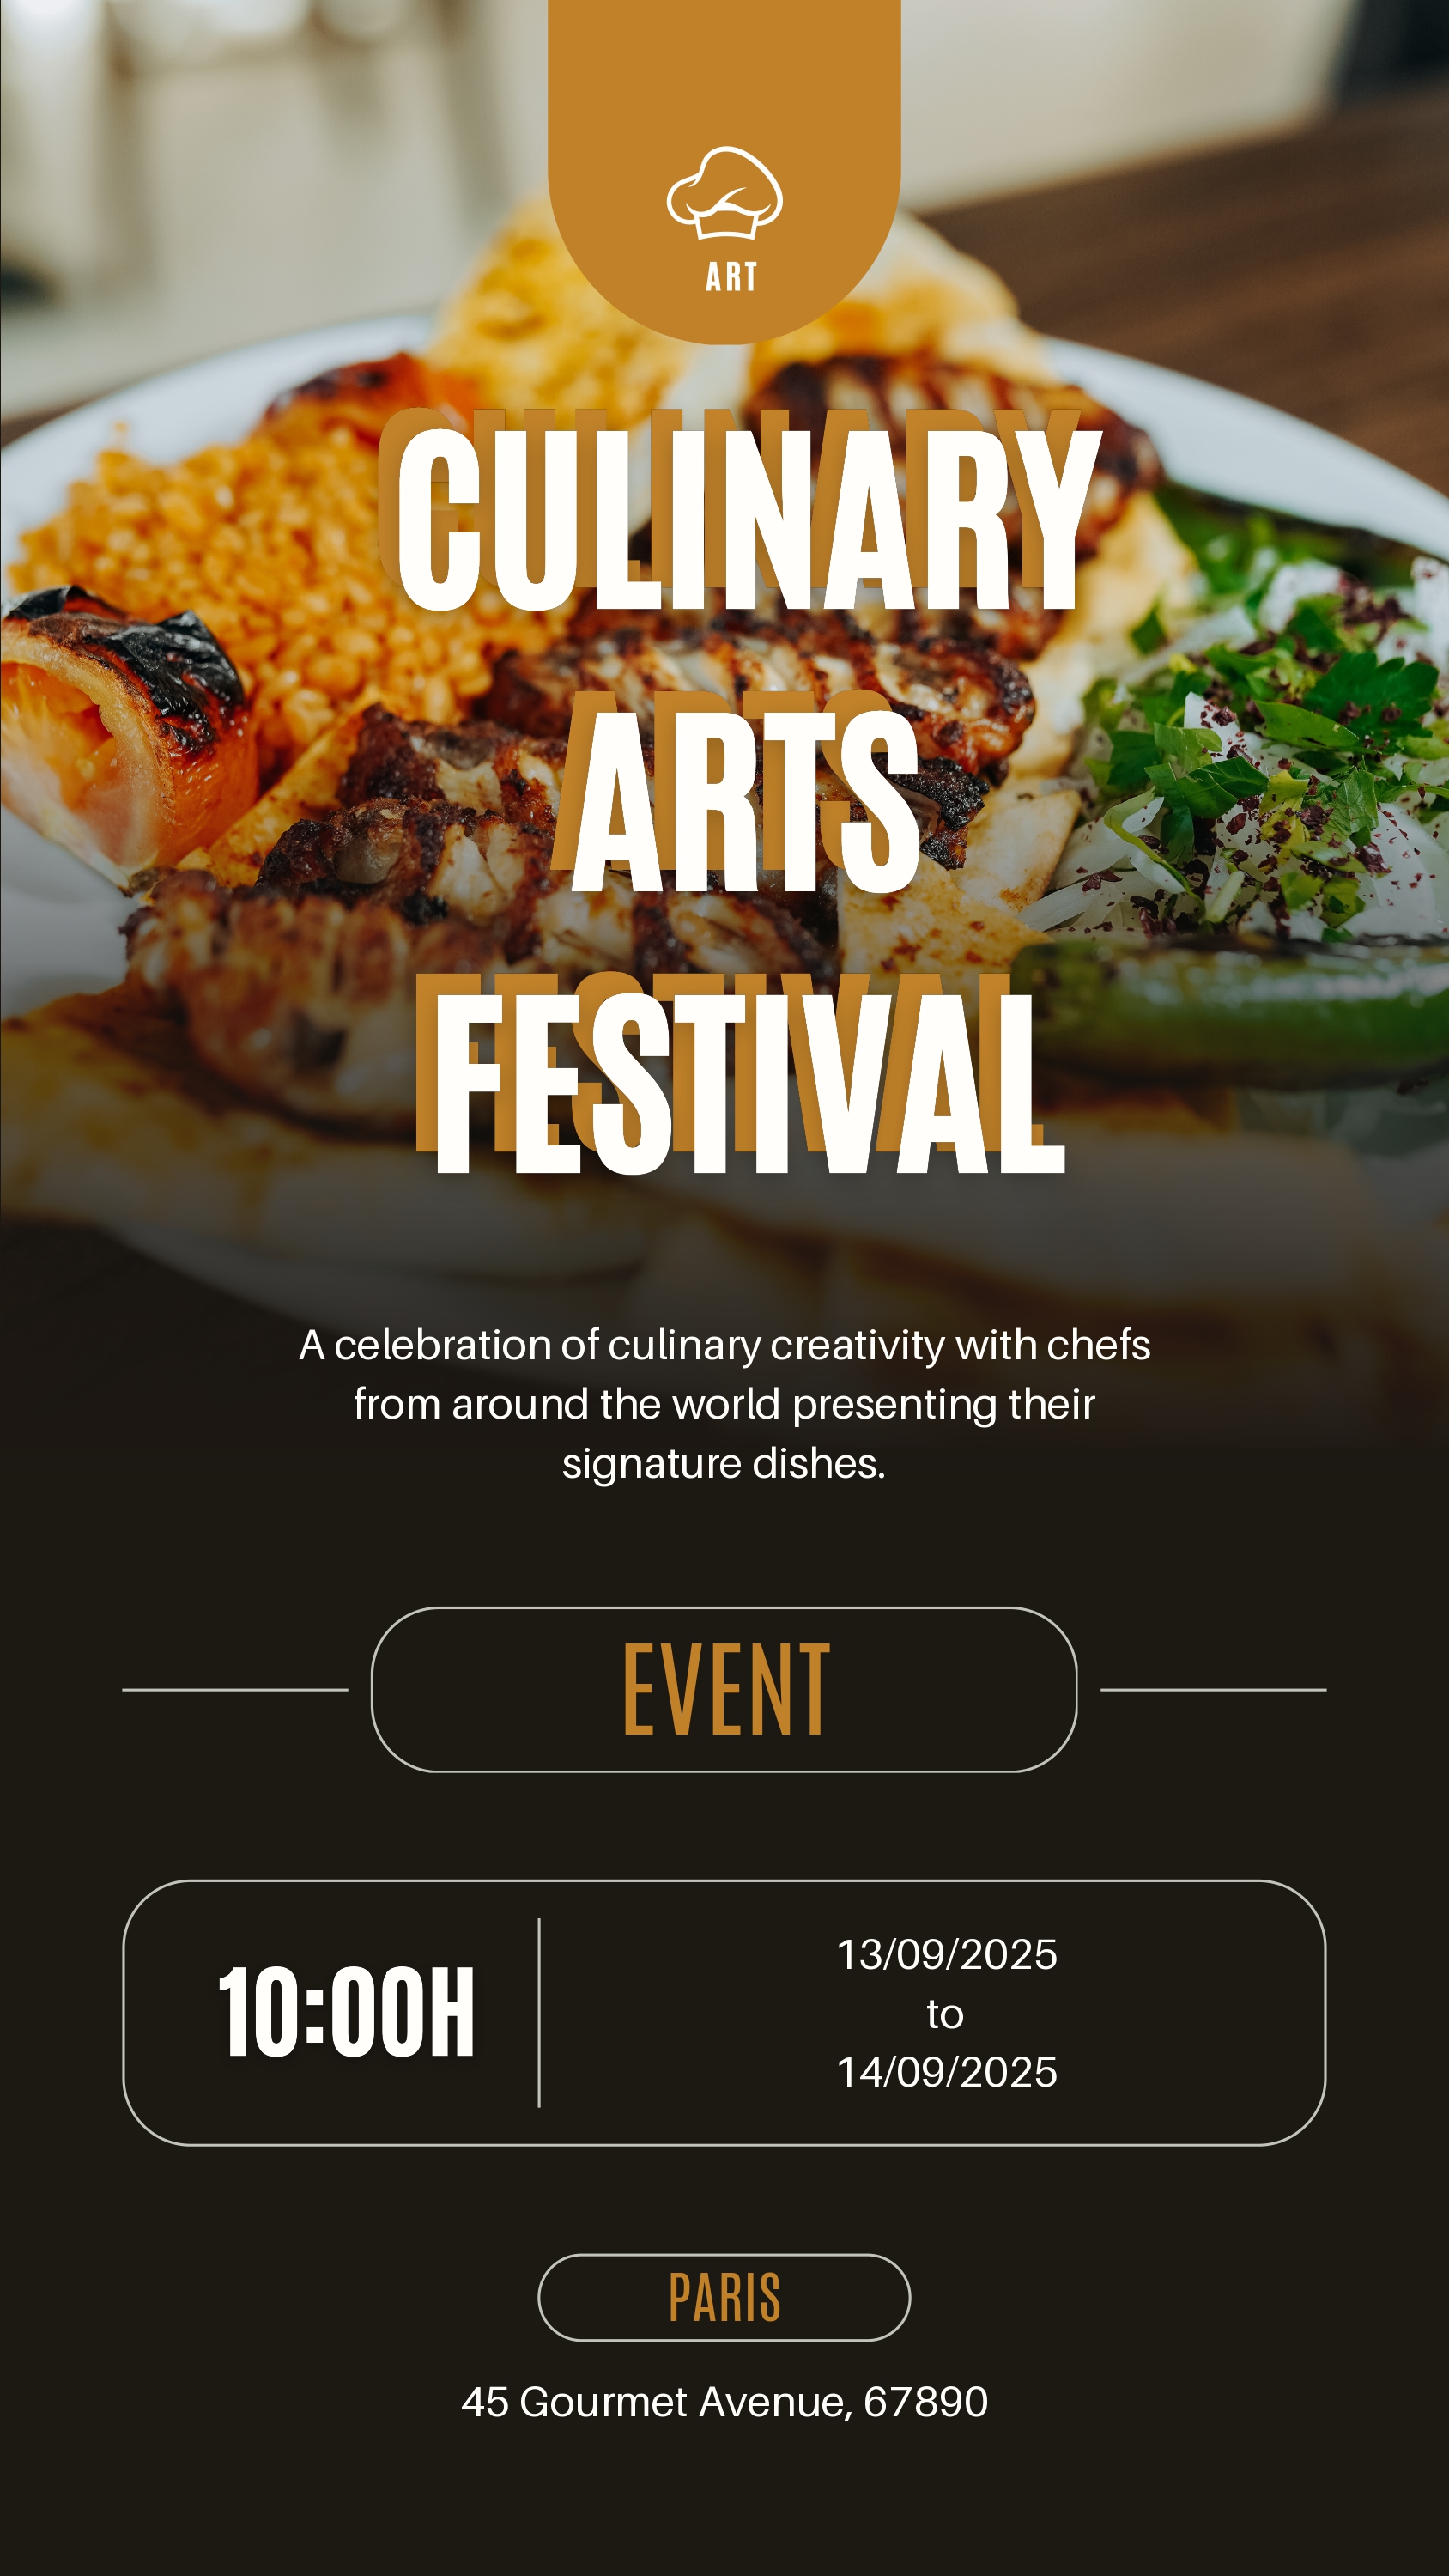 ART
CULINARY
ARTS
FESTIVAL
A celebration of culinary creativity with chefs
from around the world presenting their
signature dishes.
EVENT
10:00H
13/09/2025
to
14/09/2025
PARIS
45 Gourmet Avenue, 67890